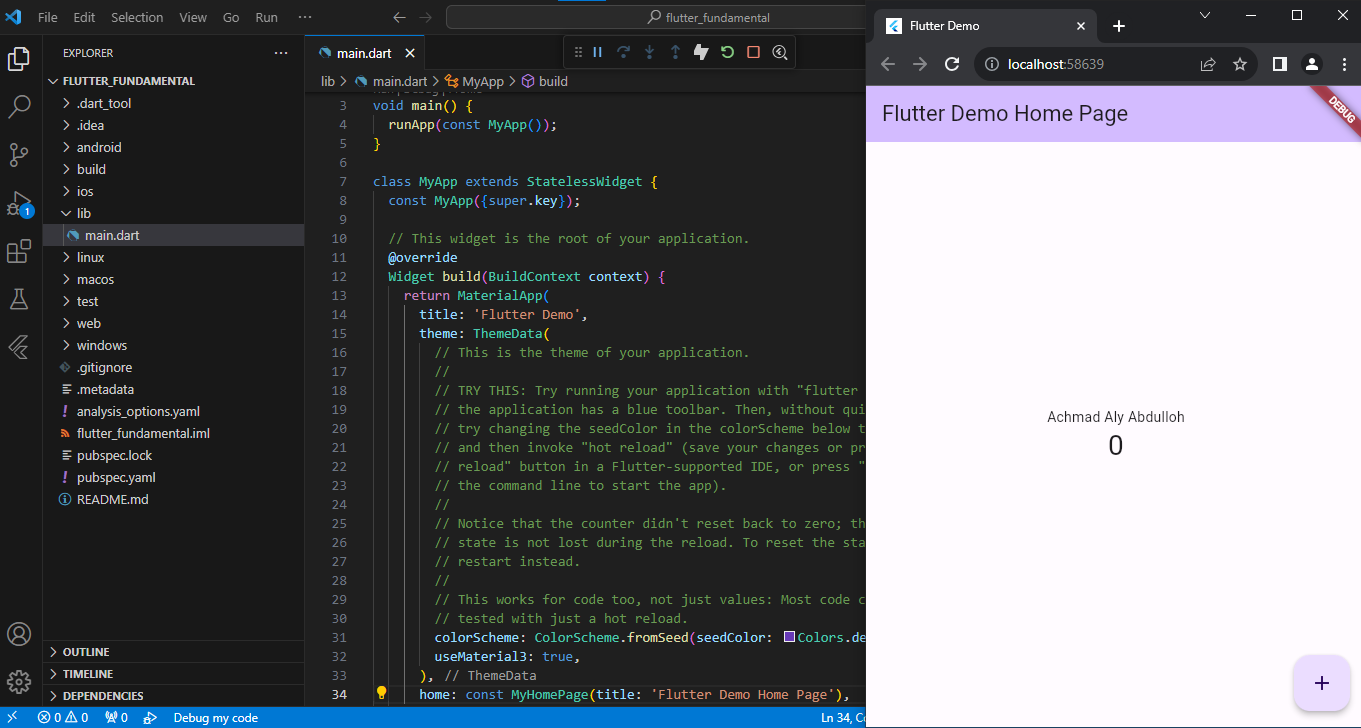 File Edit Selection View Go Run ···
flutter_fundamental
EXPLORER ···
FLUTTER_FUNDAMENTAL
.dart_tool
.idea
android
build
ios
lib
main.dart
linux
macos
test
web
windows
.gitignore
.metadata
! analysis_options.yaml
flutter_fundamental.iml
pubspec.lock
! pubspec.yaml
README.md
OUTLINE
TIMELINE
DEPENDENCIES
1
main.dart
lib > main.dart > MyApp > build
3 void main() {
4 runApp(const MyApp());
5 }
6
7 class MyApp extends StatelessWidget {
8 const MyApp({super.key});
9
10 // This widget is the root of your application.
11 @override
12 Widget build(BuildContext context) {
13 return MaterialApp(
14 title: 'Flutter Demo',
15 theme: ThemeData(
16 // This is the theme of your application.
17 //
18 // TRY THIS: Try running your application with "flutter
19 // the application has a blue toolbar. Then, without qui
20 // try changing the seedColor in the colorScheme below t
21 // and then invoke "hot reload" (save your changes or pr
22 // reload" button in a Flutter-supported IDE, or press "
23 // the command line to start the app).
24 //
25 // Notice that the counter didn't reset back to zero; th
26 // state is not lost during the reload. To reset the sta
27 // restart instead.
28 //
29 // This works for code too, not just values: Most code c
30 // tested with just a hot reload.
31 colorScheme: ColorScheme.fromSeed(seedColor: Colors.de
32 useMaterial3: true,
33 ), // ThemeData
34 home: const MyHomePage(title: 'Flutter Demo Home Page'),
0 0 0 Debug my code Ln 34, Co
Flutter Demo
localhost:58639
Flutter Demo Home Page
DEBUG
Achmad Aly Abdulloh
0
+